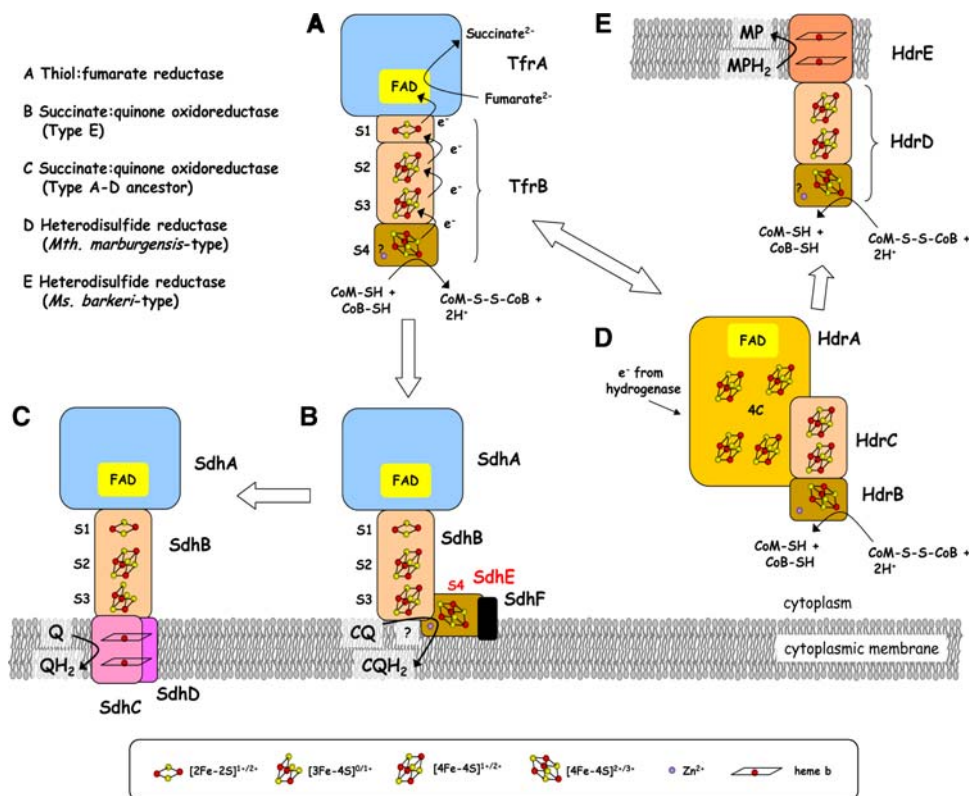 A Thiol:fumarate reductase
B Succinate:quinone oxidoreductase
(Type E)
C Succinate:quinone oxidoreductase
(Type A-D ancestor)
D Heterodisulfide reductase
(Mth. marburgensis-type)
E Heterodisulfide reductase
(Ms. barkeri-type)
A
Succinate²⁻
TfrA
FAD
Fumarate²⁻
S1
e⁻
S2
e⁻
TfrB
S3
e⁻
e⁻
S4
?
CoM-SH +
CoB-SH
CoM-S-S-CoB +
2H⁺
E
MP
MPH₂
HdrE
HdrD
?
CoM-SH +
CoB-SH
CoM-S-S-CoB +
2H⁺
D
FAD
HdrA
e⁻ from
hydrogenase
4C
HdrC
HdrB
CoM-SH +
CoB-SH
CoM-S-S-CoB +
2H⁺
C
SdhA
FAD
S1
SdhB
S2
S3
Q
QH₂
SdhC
SdhD
B
SdhA
FAD
S1
SdhB
S2
S3
S4
SdhE
SdhF
CQ
?
CQH₂
cytoplasm
cytoplasmic membrane
[2Fe-2S]¹⁺/²⁺
[3Fe-4S]⁰/¹⁺
[4Fe-4S]¹⁺/²⁺
[4Fe-4S]²⁺/³⁺
Zn²⁺
heme b